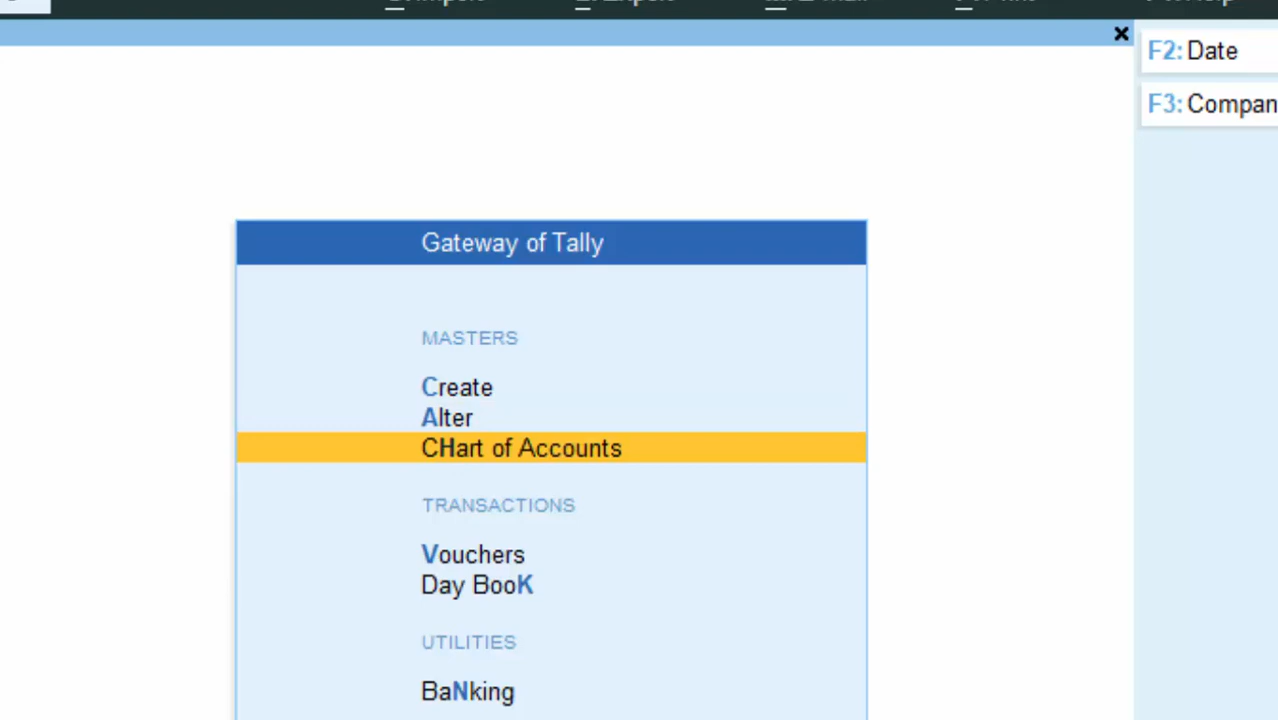 F2: Date
F3: Compan
Gateway of Tally
MASTERS
Create
Alter
CHart of Accounts
TRANSACTIONS
Vouchers
Day BooK
UTILITIES
BaNking